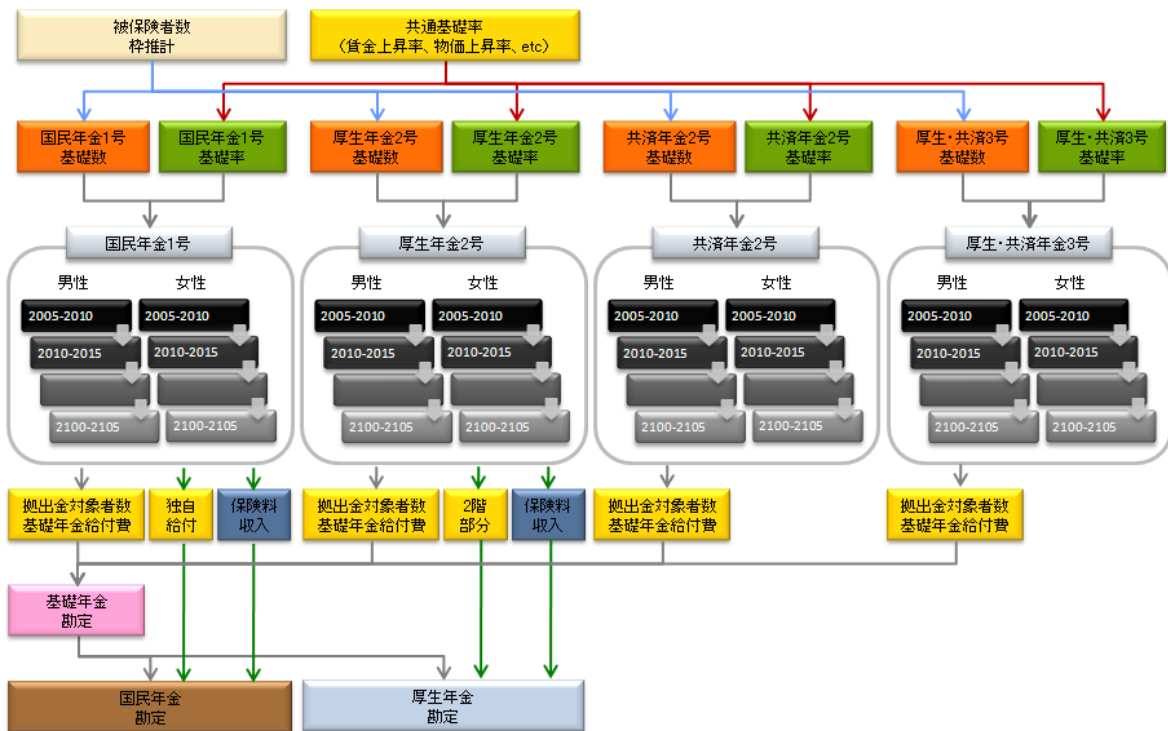 被保険者数
枠推計
共通基礎率
（賃金上昇率、物価上昇率、etc）
国民年金1号
基礎数
国民年金1号
基礎率
厚生年金2号
基礎数
厚生年金2号
基礎率
共済年金2号
基礎数
共済年金2号
基礎率
厚生・共済3号
基礎数
厚生・共済3号
基礎率
国民年金1号
男性
女性
2005-2010
2005-2010
2010-2015
2010-2015
2100-2105
2100-2105
厚生年金2号
男性
女性
2005-2010
2005-2010
2010-2015
2010-2015
2100-2105
2100-2105
共済年金2号
男性
女性
2005-2010
2005-2010
2010-2015
2010-2015
2100-2105
2100-2105
厚生・共済年金3号
男性
女性
2005-2010
2005-2010
2010-2015
2010-2015
2100-2105
2100-2105
拠出金対象者数
基礎年金給付費
独自
給付
保険料
収入
拠出金対象者数
基礎年金給付費
2階
部分
保険料
収入
拠出金対象者数
基礎年金給付費
拠出金対象者数
基礎年金給付費
基礎年金
勘定
国民年金
勘定
厚生年金
勘定